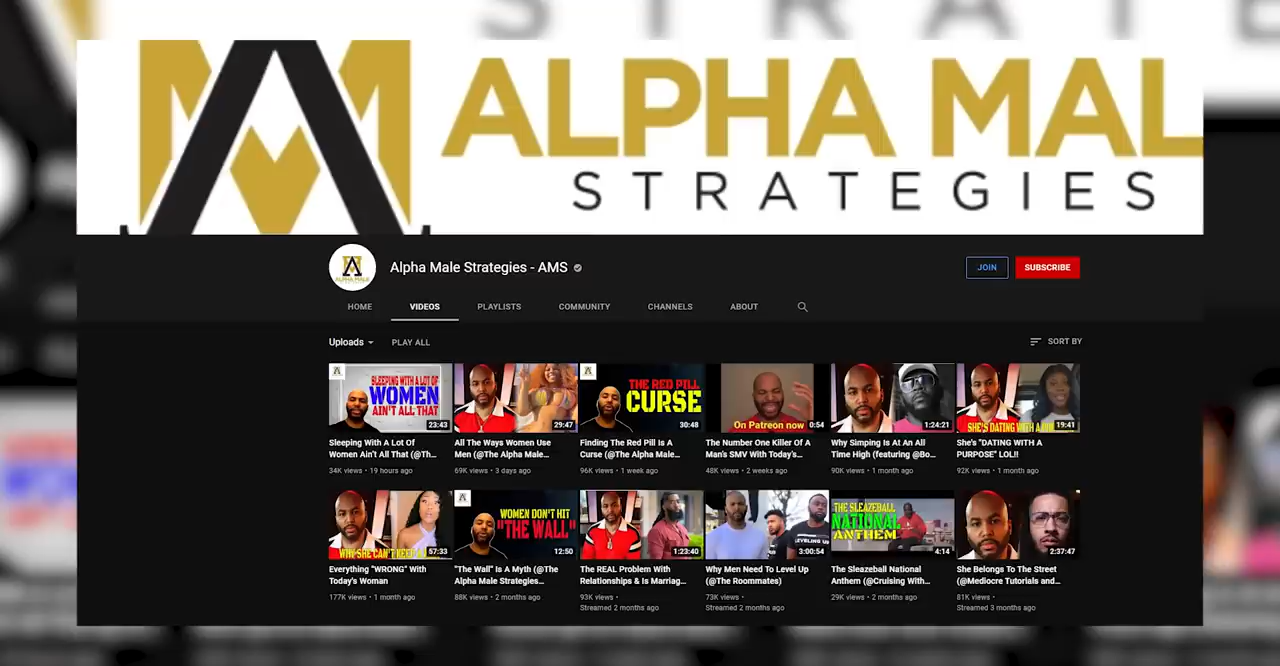 STRATE
ALPHA MAL
STRATEGIES
Alpha Male Strategies - AMS
JOIN
SUBSCRIBE
HOME
VIDEOS
PLAYLISTS
COMMUNITY
CHANNELS
ABOUT
Uploads
PLAY ALL
SORT BY
SLEEPING WITH A LOT OF
WOMEN
AIN'T ALL THAT
23:43
Sleeping With A Lot Of
Women Ain't All That (@Th...
34K views • 19 hours ago
29:47
All The Ways Women Use
Men (@The Alpha Male...
69K views • 3 days ago
THE RED PILL
CURSE
30:48
Finding The Red Pill Is A
Curse (@The Alpha Male...
96K views • 1 week ago
On Patreon now
0:54
The Number One Killer Of A
Man's SMV With Today's...
48K views • 2 weeks ago
1:24:21
Why Simping Is At An All
Time High (featuring @Bo...
90K views • 1 month ago
SHE'S DATING WITH A
19:41
She's "DATING WITH A
PURPOSE" LOL!!
92K views • 1 month ago
WHY SHE CAN'T KEEP A
57:33
Everything "WRONG" With
Today's Woman
177K views • 1 month ago
WOMEN DON'T HIT
"THE WALL"
12:50
"The Wall" Is A Myth (@The
Alpha Male Strategies...
88K views • 2 months ago
1:23:40
The REAL Problem With
Relationships & Is Marriag...
93K views •
Streamed 2 months ago
LEVELING UP
3:00:54
Why Men Need To Level Up
(@The Roommates)
73K views •
Streamed 2 months ago
THE SLEAZEBALL
NATIONAL
ANTHEM
4:14
The Sleazeball National
Anthem (@Cruising With...
29K views • 2 months ago
2:37:47
She Belongs To The Street
(@Mediocre Tutorials and...
81K views •
Streamed 3 months ago